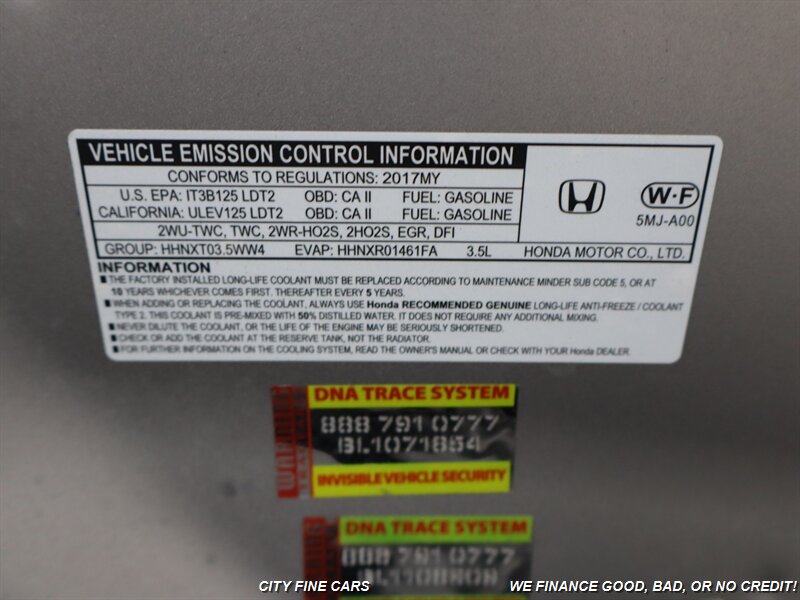 VEHICLE EMISSION CONTROL INFORMATION
CONFORMS TO REGULATIONS: 2017MY
U.S. EPA: IT3B125 LDT2 OBD: CA II FUEL: GASOLINE
CALIFORNIA: ULEV125 LDT2 OBD: CA II FUEL: GASOLINE
2WU-TWC, TWC, 2WR-HO2S, 2HO2S, EGR, DFI
W-F
5MJ-A00
GROUP: HHNXT03.5WW4 EVAP: HHNXR01461FA 3.5L HONDA MOTOR CO., LTD.
INFORMATION
■ THE FACTORY INSTALLED LONG-LIFE COOLANT MUST BE REPLACED ACCORDING TO MAINTENANCE MINDER SUB CODE 5, OR AT
10 YEARS WHICHEVER COMES FIRST, THEREAFTER EVERY 5 YEARS.
■ WHEN ADDING OR REPLACING THE COOLANT, ALWAYS USE Honda RECOMMENDED GENUINE LONG-LIFE ANTI-FREEZE / COOLANT
TYPE 2. THIS COOLANT IS PRE-MIXED WITH 50% DISTILLED WATER. IT DOES NOT REQUIRE ANY ADDITIONAL MIXING.
■ NEVER DILUTE THE COOLANT, OR THE LIFE OF THE ENGINE MAY BE SERIOUSLY SHORTENED.
■ CHECK OR ADD THE COOLANT AT THE RESERVE TANK, NOT THE RADIATOR.
■ FOR FURTHER INFORMATION ON THE COOLING SYSTEM, READ THE OWNER'S MANUAL OR CHECK WITH YOUR Honda DEALER.
DNA TRACE SYSTEM
888 791 0777
BL1071854
INVISIBLE VEHICLE SECURITY
DNA TRACE SYSTEM
888 791 0777
CITY FINE CARS WE FINANCE GOOD, BAD, OR NO CREDIT!